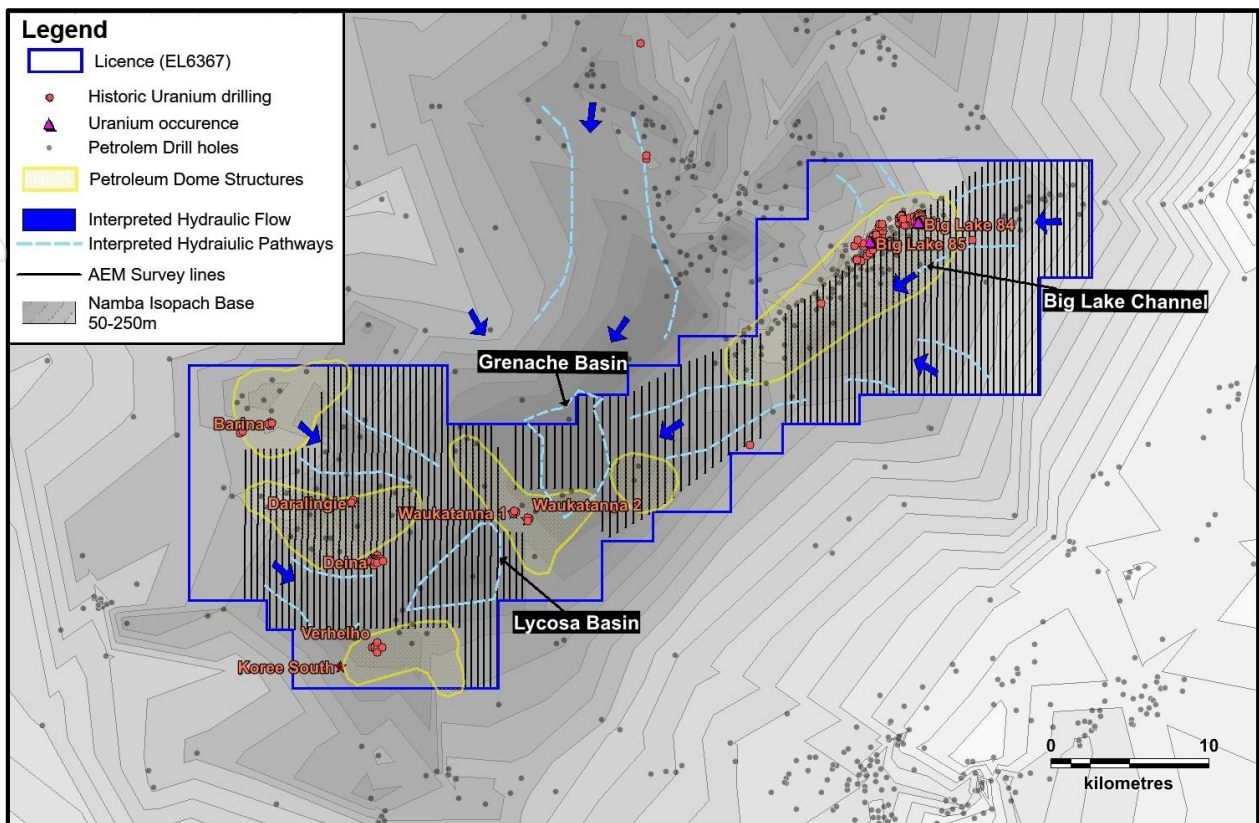 Legend
Licence (EL6367)
Historic Uranium drilling
Uranium occurence
Petrolem Drill holes
Petroleum Dome Structures
Interpreted Hydraulic Flow
Interpreted Hydraiulic Pathways
AEM Survey lines
Namba Isopach Base
50-250m
Big Lake 84
Big Lake 85
Big Lake Channel
Grenache Basin
Barina
Daralingie
Waukatanna 1
Waukatanna 2
Deina
Lycosa Basin
Verhelho
Koree South
0
10
kilometres